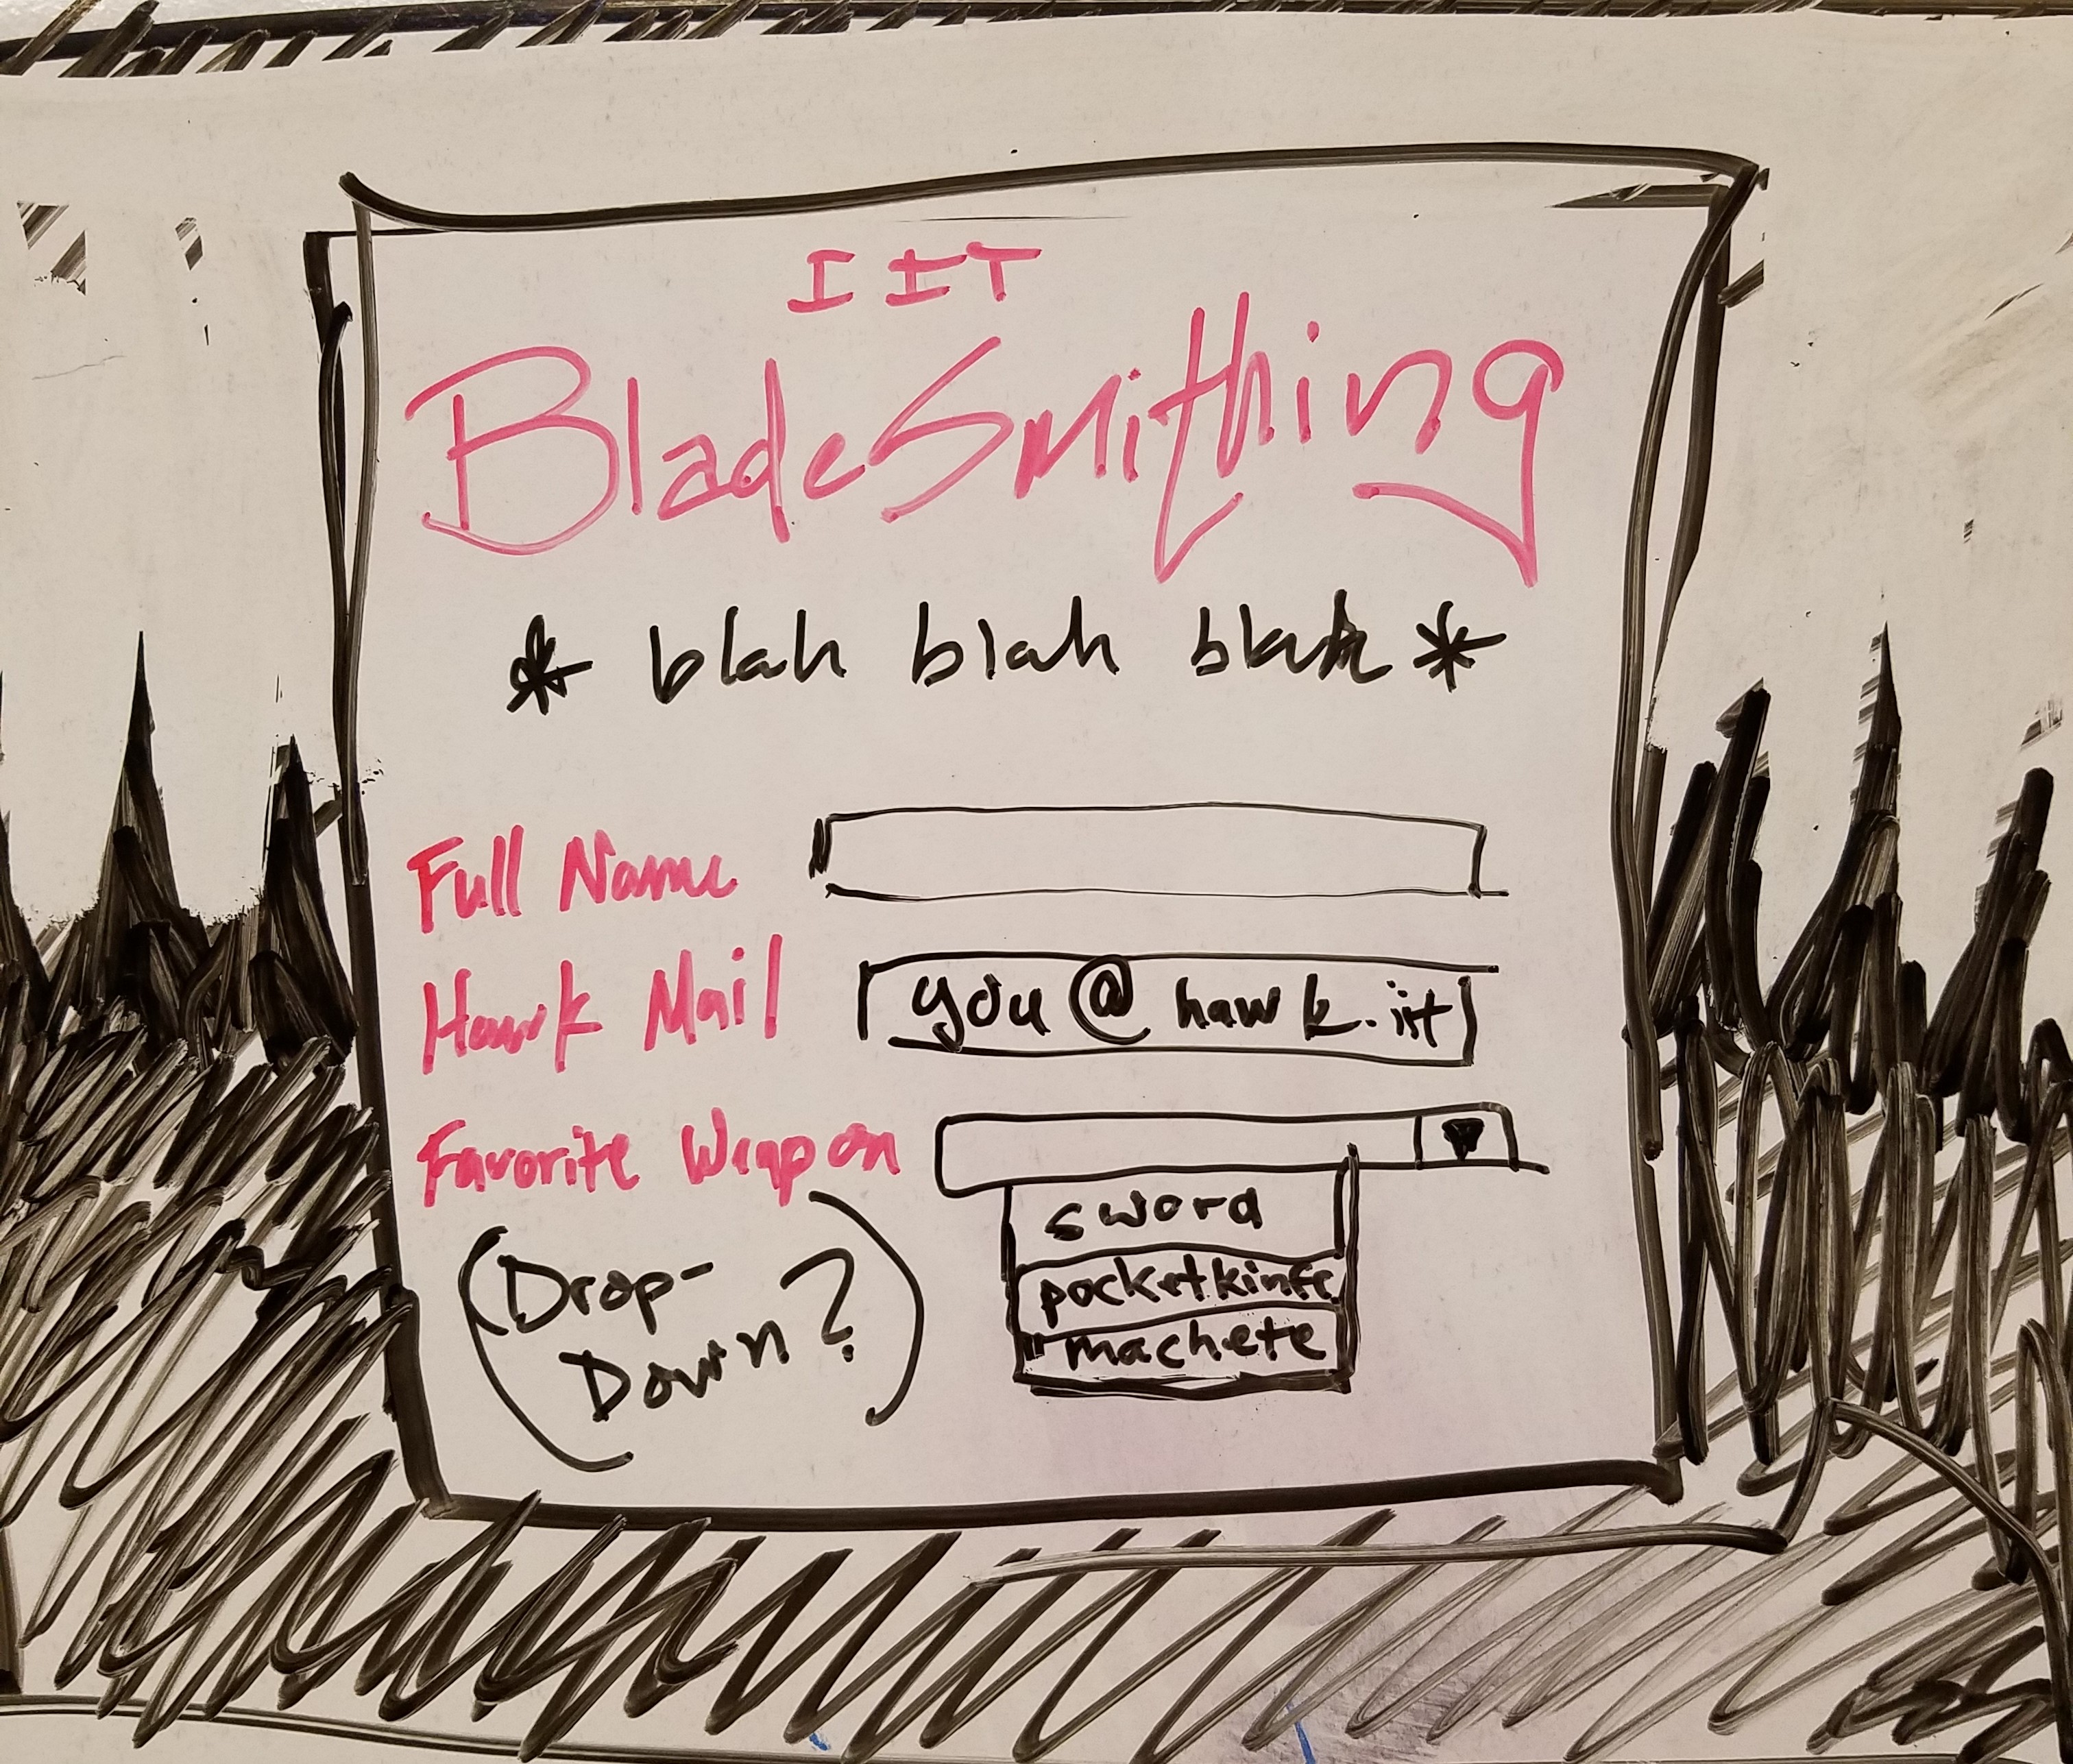 IIT
BladeSmithing
* blah blah blah *
Full Name
Hawk Mail you@hawk.iit
Favorite Weapon
sword
(Drop-
Down?)
pocketkinfe
machete